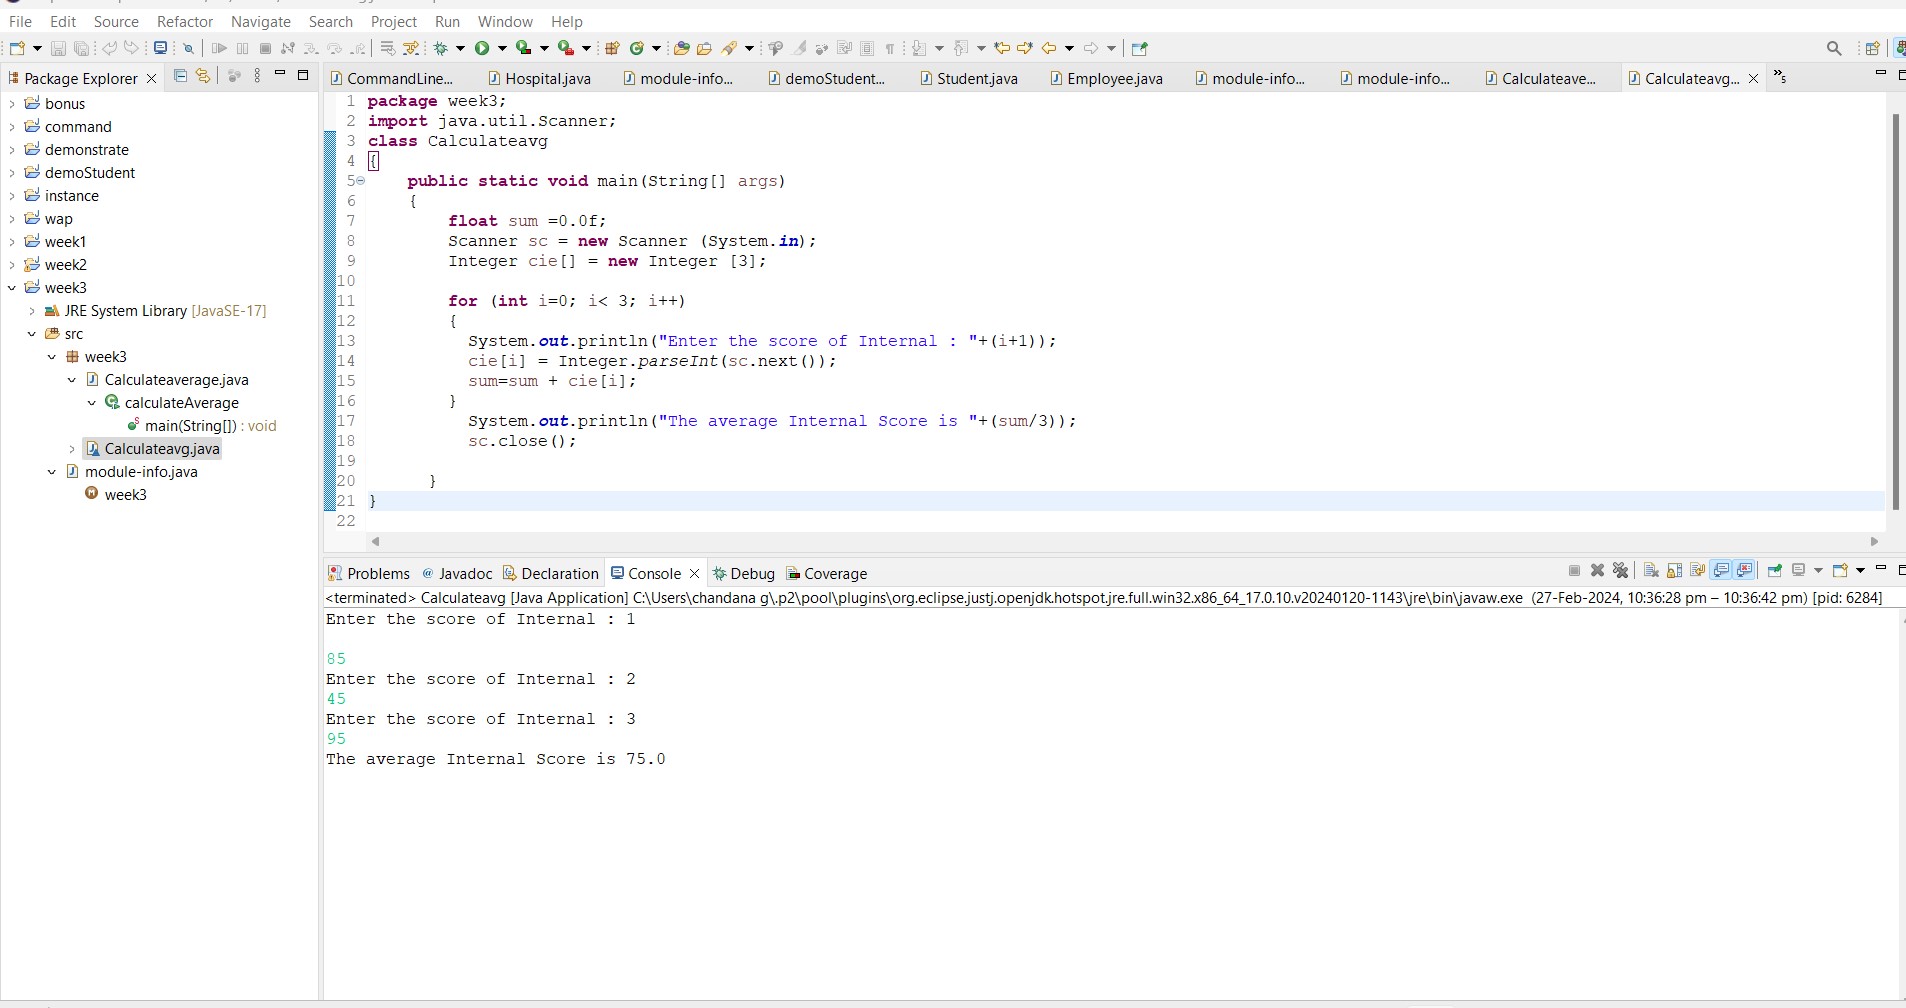 File Edit Source Refactor Navigate Search Project Run Window Help
Package Explorer
bonus
command
demonstrate
demoStudent
instance
wap
week1
week2
week3
JRE System Library [JavaSE-17]
src
week3
Calculateaverage.java
calculateAverage
main(String[]) : void
Calculateavg.java
module-info.java
week3
CommandLine... Hospital.java module-info... demoStudent... Student.java Employee.java module-info... module-info... Calculateave... Calculateavg... »5
1 package week3;
2 import java.util.Scanner;
3 class Calculateavg
4 {
5 public static void main(String[] args)
6 {
7 float sum =0.0f;
8 Scanner sc = new Scanner (System.in);
9 Integer cie[] = new Integer [3];
10
11 for (int i=0; i< 3; i++)
12 {
13 System.out.println("Enter the score of Internal : "+(i+1));
14 cie[i] = Integer.parseInt(sc.next());
15 sum=sum + cie[i];
16 }
17 System.out.println("The average Internal Score is "+(sum/3));
18 sc.close();
19
20 }
21 }
22
Problems @ Javadoc Declaration Console Debug Coverage
<terminated> Calculateavg [Java Application] C:\Users\chandana g\.p2\pool\plugins\org.eclipse.justj.openjdk.hotspot.jre.full.win32.x86_64_17.0.10.v20240120-1143\jre\bin\javaw.exe (27-Feb-2024, 10:36:28 pm – 10:36:42 pm) [pid: 6284]
Enter the score of Internal : 1
85
Enter the score of Internal : 2
45
Enter the score of Internal : 3
95
The average Internal Score is 75.0